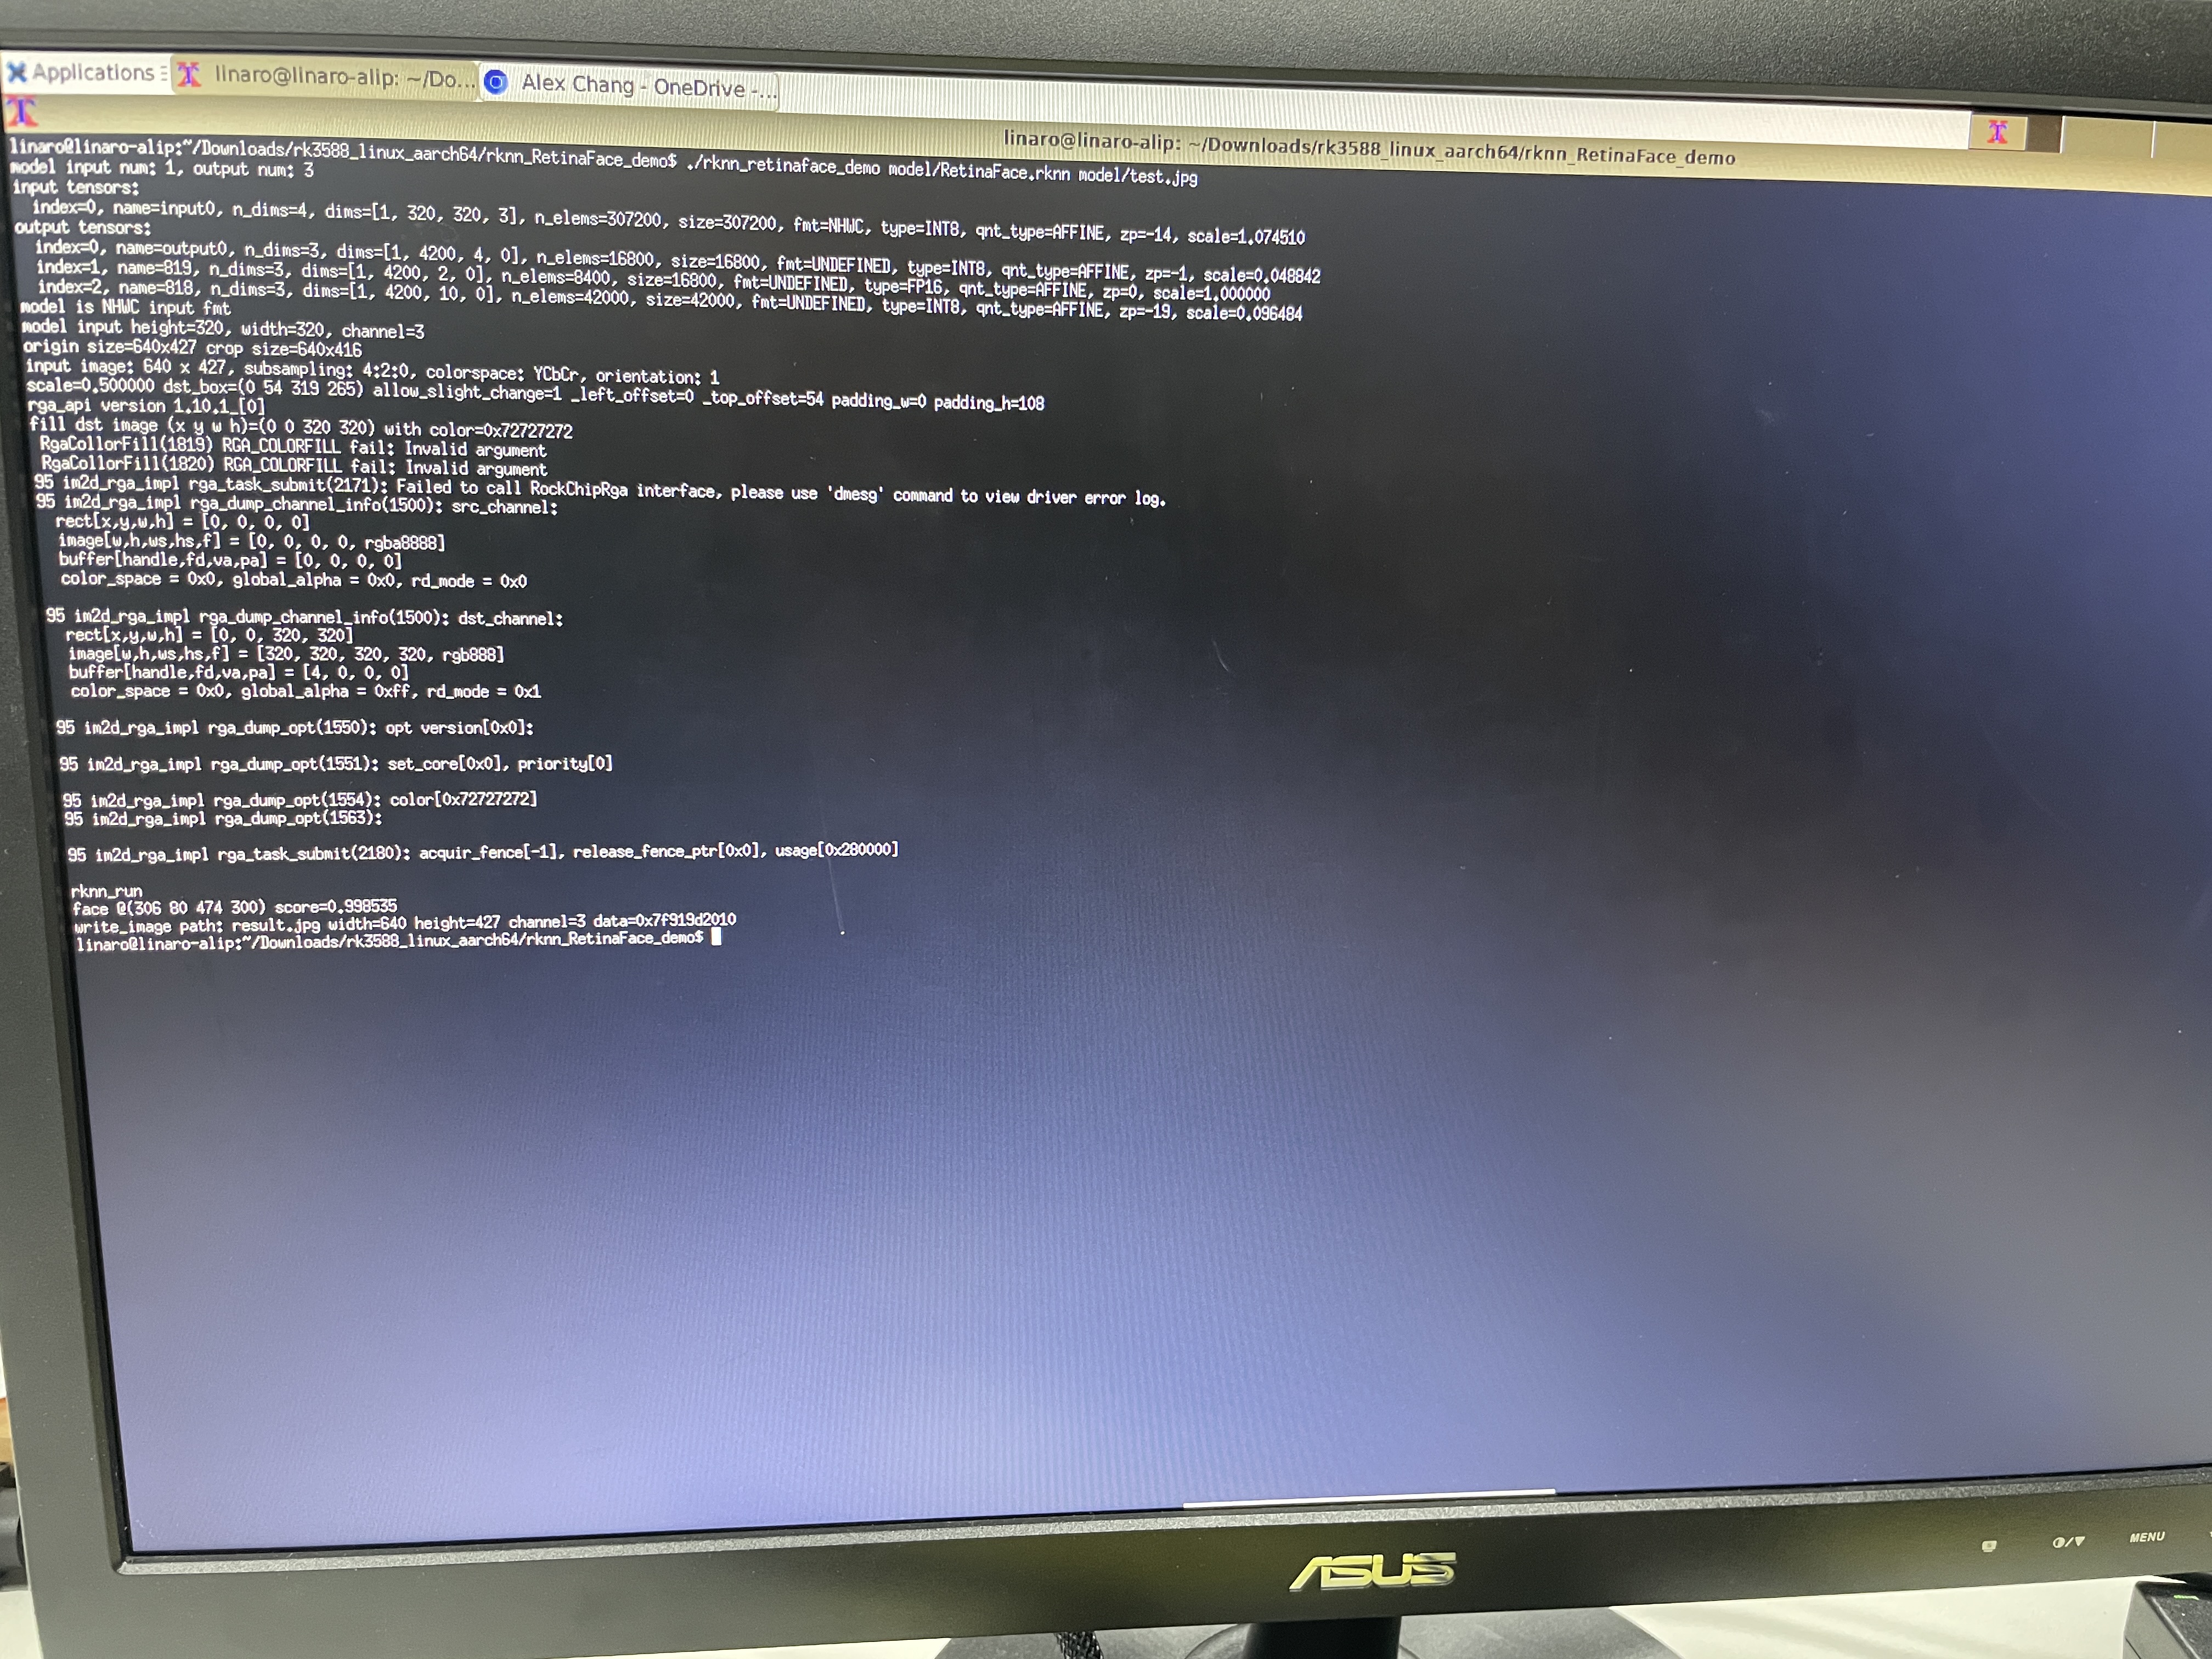 Applications
linaro@linaro-alip: ~/Do...
Alex Chang - OneDrive -...
linaro@linaro-alip: ~/Downloads/rk3588_linux_aarch64/rknn_RetinaFace_demo
linaro@linaro-alip:~/Downloads/rk3588_linux_aarch64/rknn_RetinaFace_demo$ ./rknn_retinaface_demo model/RetinaFace.rknn model/test.jpg
model input num: 1, output num: 3
input tensors:
index=0, name=input0, n_dims=4, dims=[1, 320, 320, 3], n_elems=307200, size=307200, fmt=NHWC, type=INT8, qnt_type=AFFINE, zp=-14, scale=1.074510
output tensors:
index=0, name=output0, n_dims=3, dims=[1, 4200, 4, 0], n_elems=16800, size=16800, fmt=UNDEFINED, type=INT8, qnt_type=AFFINE, zp=-1, scale=0.048842
index=1, name=819, n_dims=3, dims=[1, 4200, 2, 0], n_elems=8400, size=16800, fmt=UNDEFINED, type=FP16, qnt_type=AFFINE, zp=0, scale=1.000000
index=2, name=818, n_dims=3, dims=[1, 4200, 10, 0], n_elems=42000, size=42000, fmt=UNDEFINED, type=INT8, qnt_type=AFFINE, zp=-19, scale=0.096484
model is NHWC input fmt
model input height=320, width=320, channel=3
origin size=640x427 crop size=640x416
input image: 640 x 427, subsampling: 4:2:0, colorspace: YCbCr, orientation: 1
scale=0.500000 dst_box=(0 54 319 265) allow_slight_change=1 _left_offset=0 _top_offset=54 padding_w=0 padding_h=108
rga_api version 1.10.1_[0]
fill dst image (x y w h)=(0 0 320 320) with color=0x72727272
RgaCollorFill(1819) RGA_COLORFILL fail: Invalid argument
RgaCollorFill(1820) RGA_COLORFILL fail: Invalid argument
95 im2d_rga_impl rga_task_submit(2171): Failed to call RockChipRga interface, please use 'dmesg' command to view driver error log.
95 im2d_rga_impl rga_dump_channel_info(1500): src_channel:
rect[x,y,w,h] = [0, 0, 0, 0]
image[w,h,ws,hs,f] = [0, 0, 0, 0, rgba8888]
buffer[handle,fd,va,pa] = [0, 0, 0, 0]
color_space = 0x0, global_alpha = 0x0, rd_mode = 0x0
95 im2d_rga_impl rga_dump_channel_info(1500): dst_channel:
rect[x,y,w,h] = [0, 0, 320, 320]
image[w,h,ws,hs,f] = [320, 320, 320, 320, rgb888]
buffer[handle,fd,va,pa] = [4, 0, 0, 0]
color_space = 0x0, global_alpha = 0xff, rd_mode = 0x1
95 im2d_rga_impl rga_dump_opt(1550): opt version[0x0]:
95 im2d_rga_impl rga_dump_opt(1551): set_core[0x0], priority[0]
95 im2d_rga_impl rga_dump_opt(1554): color[0x72727272]
95 im2d_rga_impl rga_dump_opt(1563):
95 im2d_rga_impl rga_task_submit(2180): acquir_fence[-1], release_fence_ptr[0x0], usage[0x280000]
rknn_run
face @(306 80 474 300) score=0.998535
write_image path: result.jpg width=640 height=427 channel=3 data=0x7f919d2010
linaro@linaro-alip:~/Downloads/rk3588_linux_aarch64/rknn_RetinaFace_demo$
ASUS
MENU